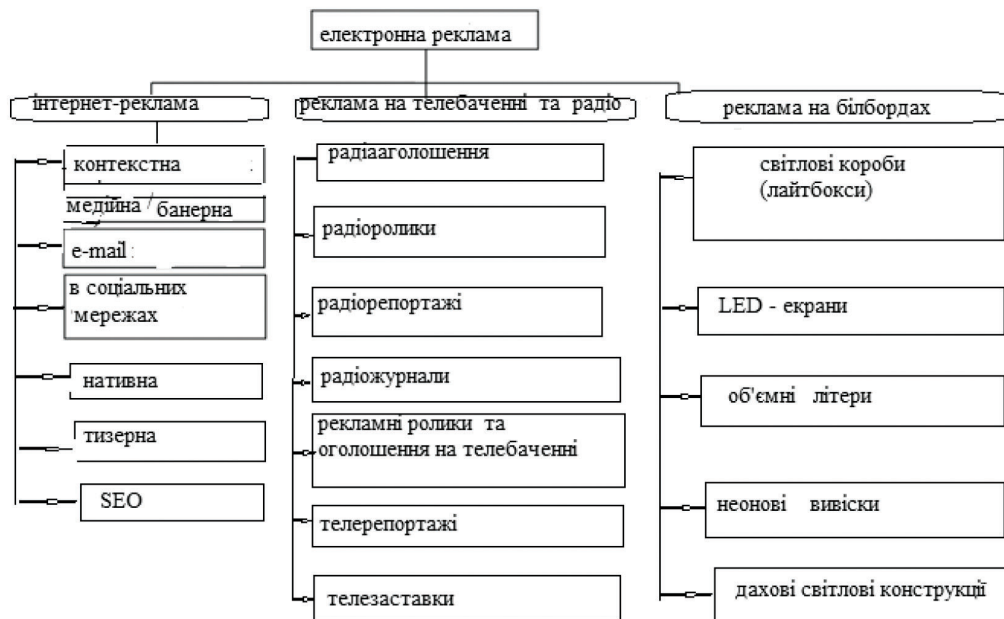 електронна реклама
інтернет-реклама
контекстна :
медійна / банерна
e-mail :
в соціальних
мережах
нативна
тизерна
SEO
реклама на телебаченні та радіо
радіааголошення
радіоролики
радіорепортажі
радіожурнали
рекламні ролики та
оголошення на телебаченні
телерепортажі
телезаставки
реклама на білбордах
світлові короби
(лайтбокси)
LED - екрани
об'ємні літери
неонові вивіски
дахові світлові конструкції